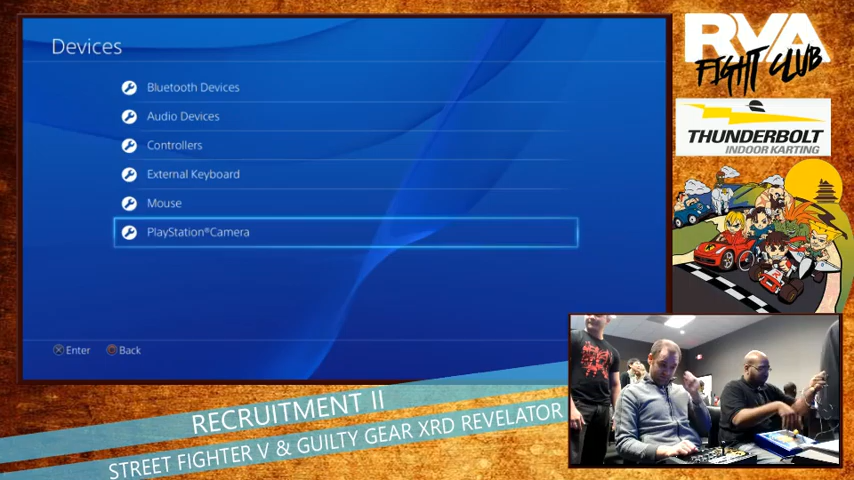 Devices
Bluetooth Devices
Audio Devices
Controllers
External Keyboard
Mouse
PlayStation®Camera
Enter
Back
RVA
FIGHT CLUB
THUNDERBOLT
INDOOR KARTING
RECRUITMENT II
STREET FIGHTER V & GUILTY GEAR XRD REVELATOR